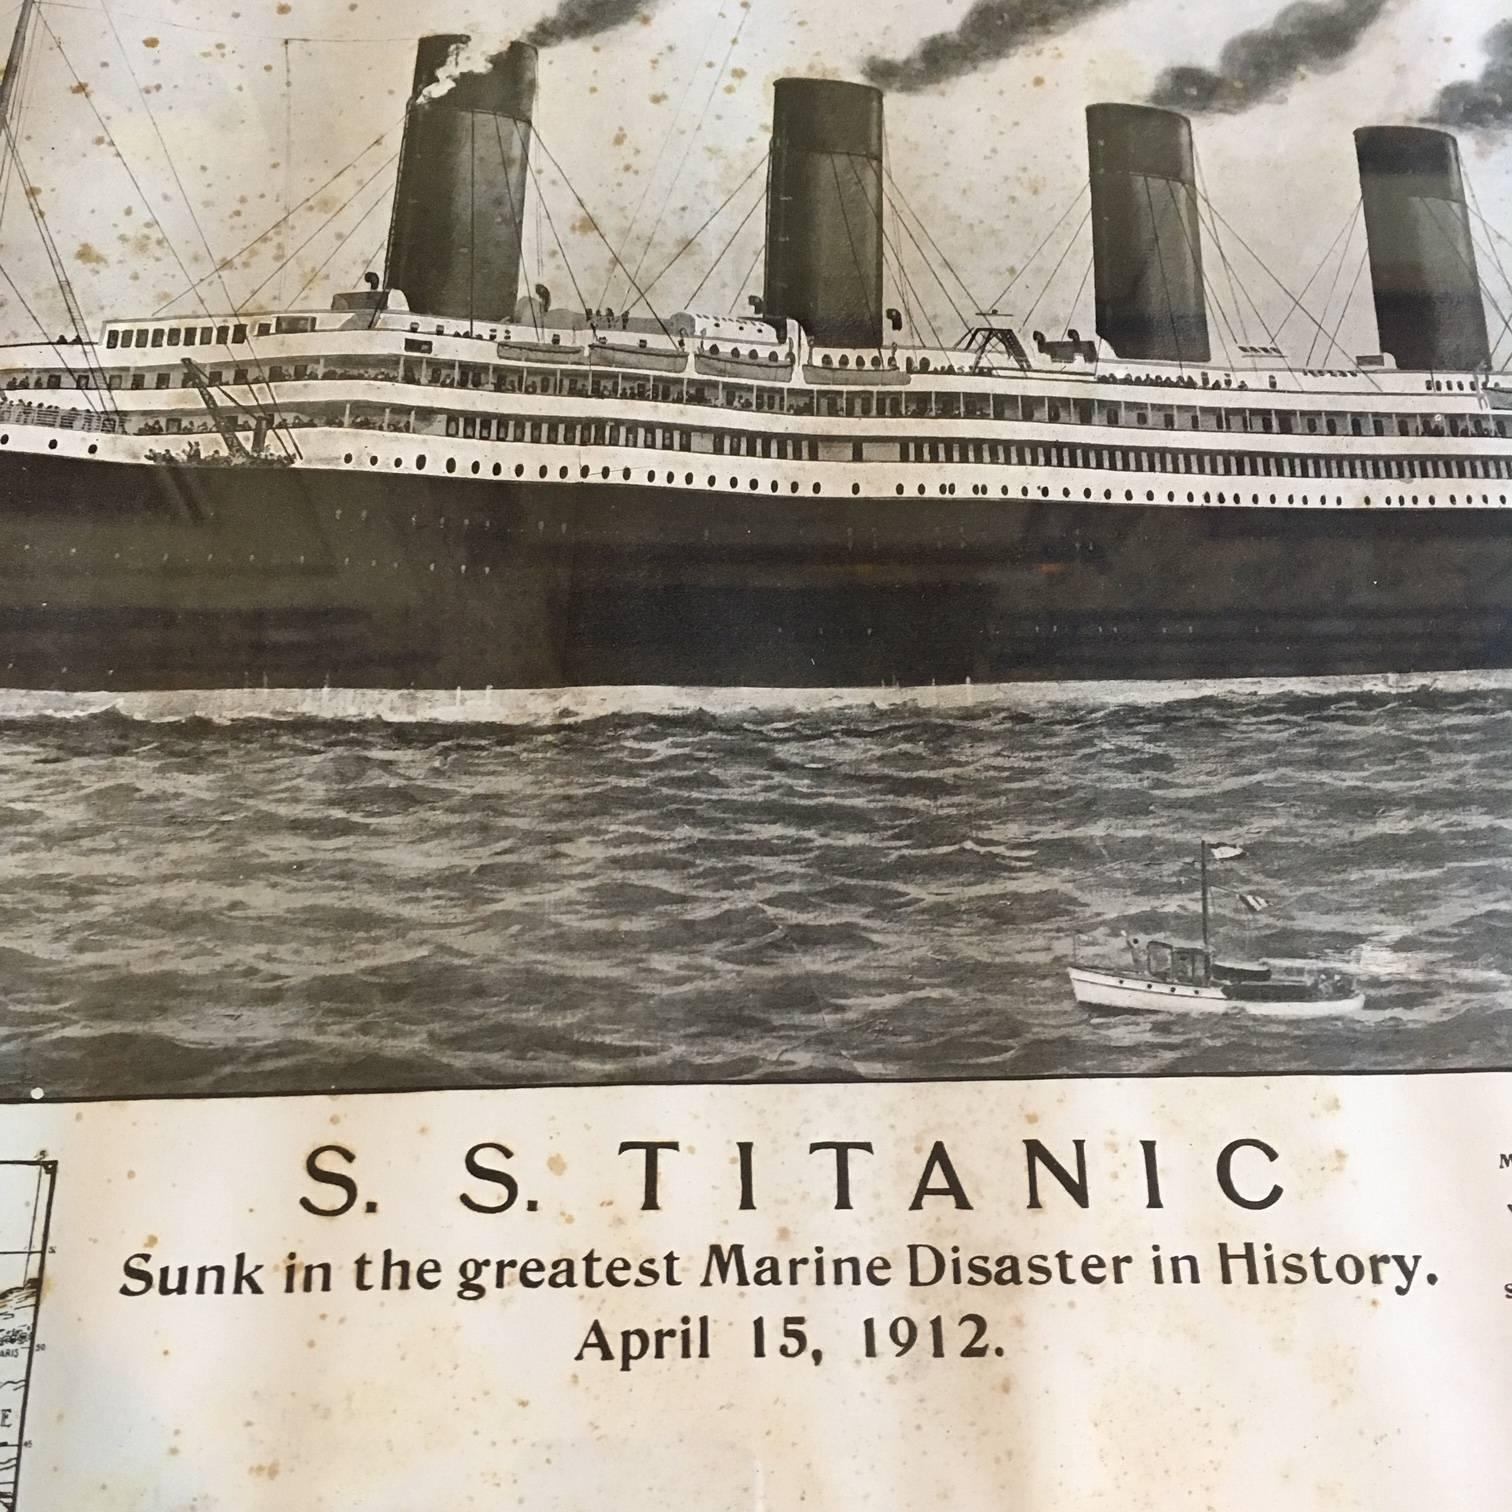 S. S. TITANIC
Sunk in the greatest Marine Disaster in History.
April 15, 1912.